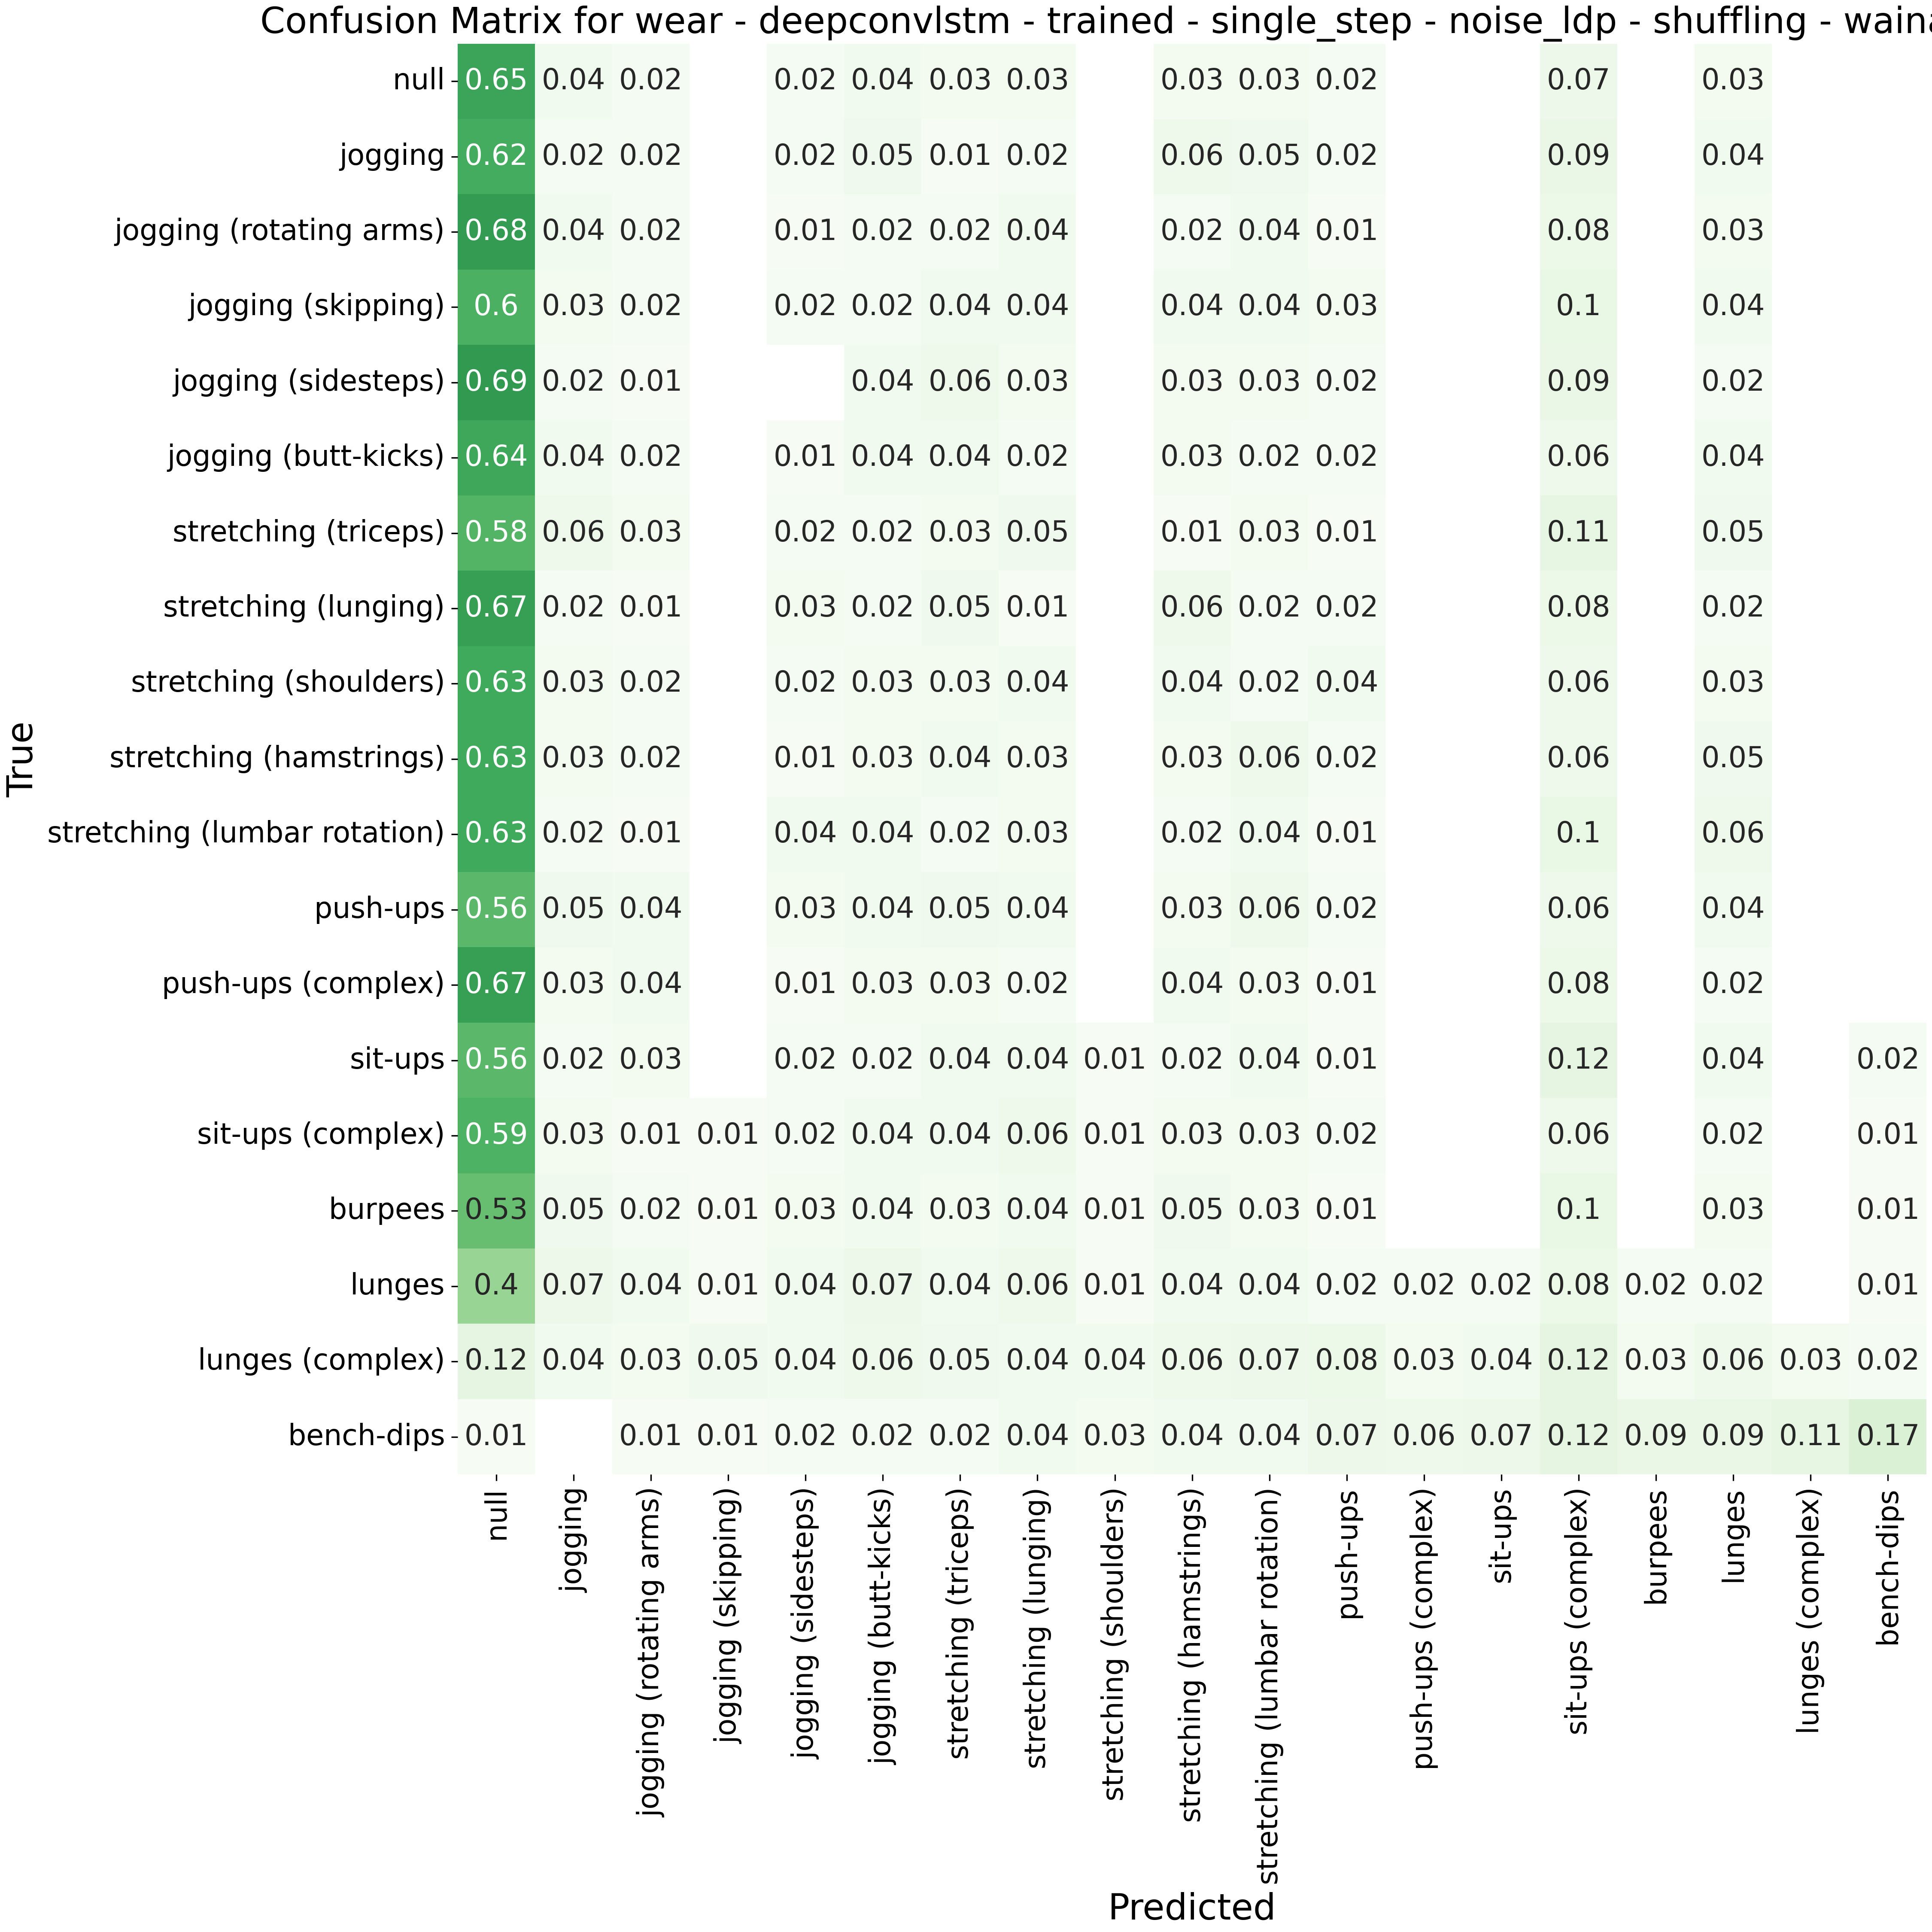 Confusion Matrix for wear - deepconvlstm - trained - single_step - noise_ldp - shuffling -
True
null 0.65 0.04 0.02 0.02 0.04 0.03 0.03 0.03 0.03 0.02 0.07 0.03
jogging 0.62 0.02 0.02 0.02 0.05 0.01 0.02 0.06 0.05 0.02 0.09 0.04
jogging (rotating arms) 0.68 0.04 0.02 0.01 0.02 0.02 0.04 0.02 0.04 0.01 0.08 0.03
jogging (skipping) 0.6 0.03 0.02 0.02 0.02 0.04 0.04 0.04 0.04 0.03 0.1 0.04
jogging (sidesteps) 0.69 0.02 0.01 0.04 0.06 0.03 0.03 0.03 0.02 0.09 0.02
jogging (butt-kicks) 0.64 0.04 0.02 0.01 0.04 0.04 0.02 0.03 0.02 0.02 0.06 0.04
stretching (triceps) 0.58 0.06 0.03 0.02 0.02 0.03 0.05 0.01 0.03 0.01 0.11 0.05
stretching (lunging) 0.67 0.02 0.01 0.03 0.02 0.05 0.01 0.06 0.02 0.02 0.08 0.02
stretching (shoulders) 0.63 0.03 0.02 0.02 0.03 0.03 0.04 0.04 0.02 0.04 0.06 0.03
stretching (hamstrings) 0.63 0.03 0.02 0.01 0.03 0.04 0.03 0.03 0.06 0.02 0.06 0.05
stretching (lumbar rotation) 0.63 0.02 0.01 0.04 0.04 0.02 0.03 0.02 0.04 0.01 0.1 0.06
push-ups 0.56 0.05 0.04 0.03 0.04 0.05 0.04 0.03 0.06 0.02 0.06 0.04
push-ups (complex) 0.67 0.03 0.04 0.01 0.03 0.03 0.02 0.04 0.03 0.01 0.08 0.02
sit-ups 0.56 0.02 0.03 0.02 0.02 0.04 0.04 0.01 0.02 0.04 0.01 0.12 0.04 0.02
sit-ups (complex) 0.59 0.03 0.01 0.01 0.02 0.04 0.04 0.06 0.01 0.03 0.03 0.02 0.06 0.02 0.01
burpees 0.53 0.05 0.02 0.01 0.03 0.04 0.03 0.04 0.01 0.05 0.03 0.01 0.1 0.03 0.01
lunges 0.4 0.07 0.04 0.01 0.04 0.07 0.04 0.06 0.01 0.04 0.04 0.02 0.02 0.02 0.08 0.02 0.02 0.01
lunges (complex) 0.12 0.04 0.03 0.05 0.04 0.06 0.05 0.04 0.04 0.06 0.07 0.08 0.03 0.04 0.12 0.03 0.06 0.03 0.02
bench-dips 0.01 0.01 0.01 0.02 0.02 0.02 0.04 0.03 0.04 0.04 0.07 0.06 0.07 0.12 0.09 0.09 0.11 0.17
null
jogging
jogging (rotating arms)
jogging (skipping)
jogging (sidesteps)
jogging (butt-kicks)
stretching (triceps)
stretching (lunging)
stretching (shoulders)
stretching (hamstrings)
stretching (lumbar rotation)
push-ups
push-ups (complex)
sit-ups
sit-ups (complex)
burpees
lunges
lunges (complex)
bench-dips
Predicted